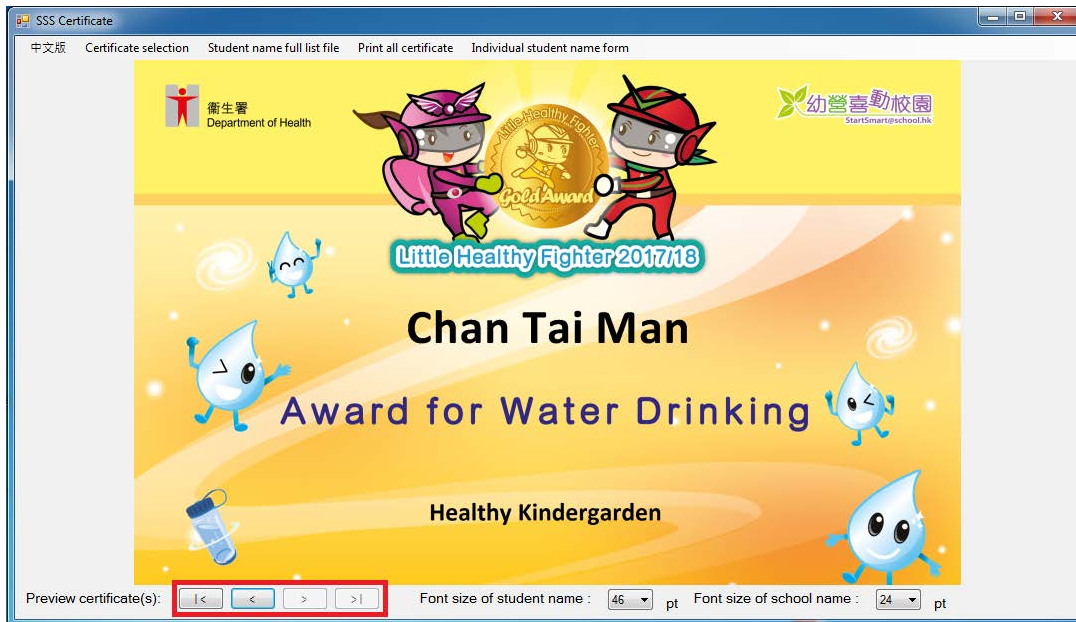 SSS Certificate
中文版 Certificate selection Student name full list file Print all certificate Individual student name form
衞生署
Department of Health
幼營喜動校園
StartSmart@school.hk
Little Healthy Fighter
Gold Award
Little Healthy Fighter 2017/18
Chan Tai Man
Award for Water Drinking
Healthy Kindergarden
Preview certificate(s): |< < > >| Font size of student name : 46 pt Font size of school name : 24 pt